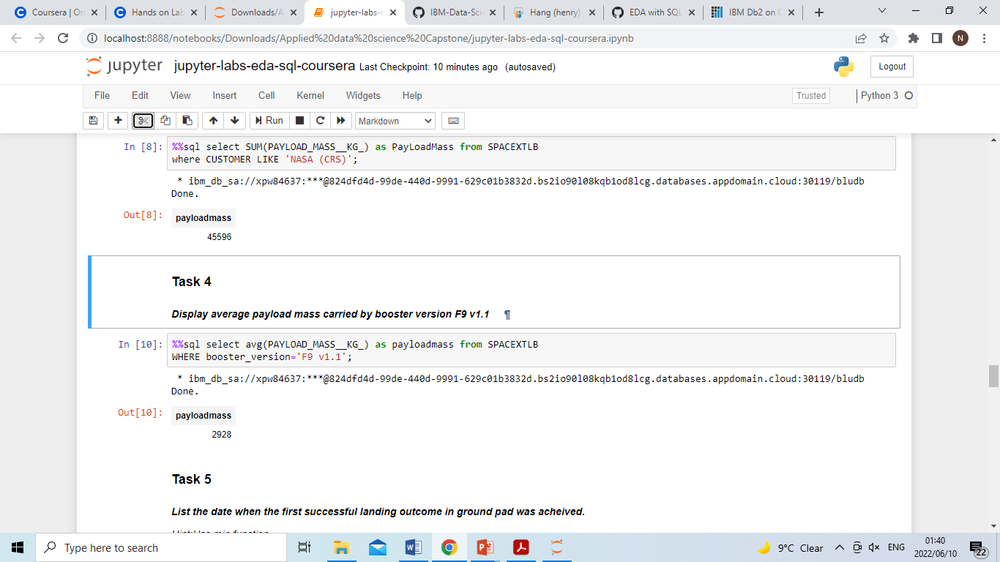 Coursera | On
Hands on Lab
Downloads/A
jupyter-labs-e
IBM-Data-Sci
Hang (henry)
EDA with SQL
IBM Db2 on C
localhost:8888/notebooks/Downloads/Applied%20data%20science%20Capstone/jupyter-labs-eda-sql-coursera.ipynb
N
jupyter jupyter-labs-eda-sql-coursera Last Checkpoint: 10 minutes ago (autosaved)
Logout
File Edit View Insert Cell Kernel Widgets Help
Trusted
Python 3
Run
Markdown
In [8]: %%sql select SUM(PAYLOAD_MASS__KG_) as PayLoadMass from SPACEXTLB
where CUSTOMER LIKE 'NASA (CRS)';
* ibm_db_sa://xpw84637:***@824dfd4d-99de-440d-9991-629c01b3832d.bs2io90l08kqb1od8lcg.databases.appdomain.cloud:30119/bludb
Done.
Out[8]: payloadmass
45596
Task 4
Display average payload mass carried by booster version F9 v1.1 ¶
In [10]: %%sql select avg(PAYLOAD_MASS__KG_) as payloadmass from SPACEXTLB
WHERE booster_version='F9 v1.1';
* ibm_db_sa://xpw84637:***@824dfd4d-99de-440d-9991-629c01b3832d.bs2io90l08kqb1od8lcg.databases.appdomain.cloud:30119/bludb
Done.
Out[10]: payloadmass
2928
Task 5
List the date when the first successful landing outcome in ground pad was acheived.
Hint:Use min function
Type here to search
9°C Clear
ENG
01:40
2022/06/10
22